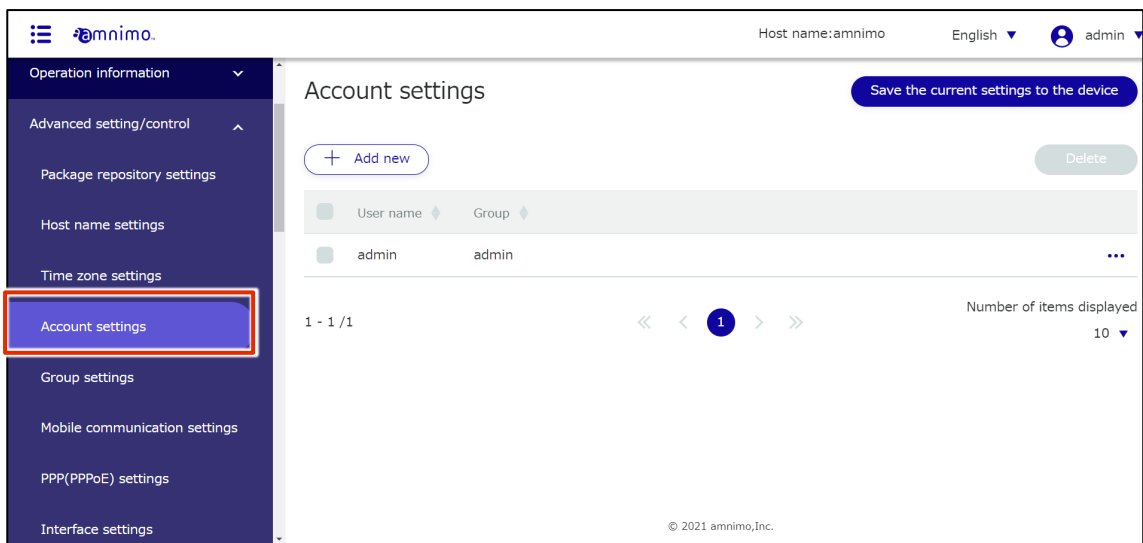 amnimo
Host name:amnimo
English
admin
Operation information
Advanced setting/control
Package repository settings
Host name settings
Time zone settings
Account settings
Group settings
Mobile communication settings
PPP(PPPoE) settings
Interface settings
Account settings
Save the current settings to the device
+ Add new
Delete
User name Group
admin admin
1 - 1 /1
« < 1 > »
Number of items displayed
10
© 2021 amnimo,Inc.